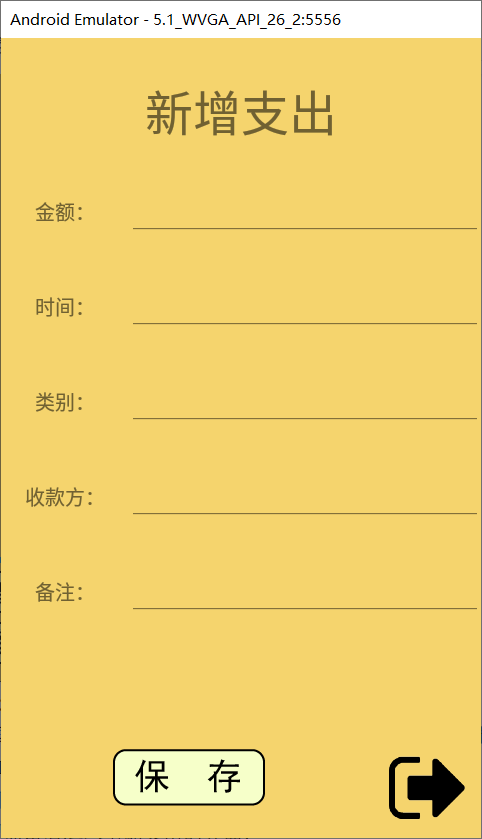 Android Emulator - 5.1_WVGA_API_26_2:5556
新增支出
金额：
时间：
类别：
收款方：
备注：
保 存